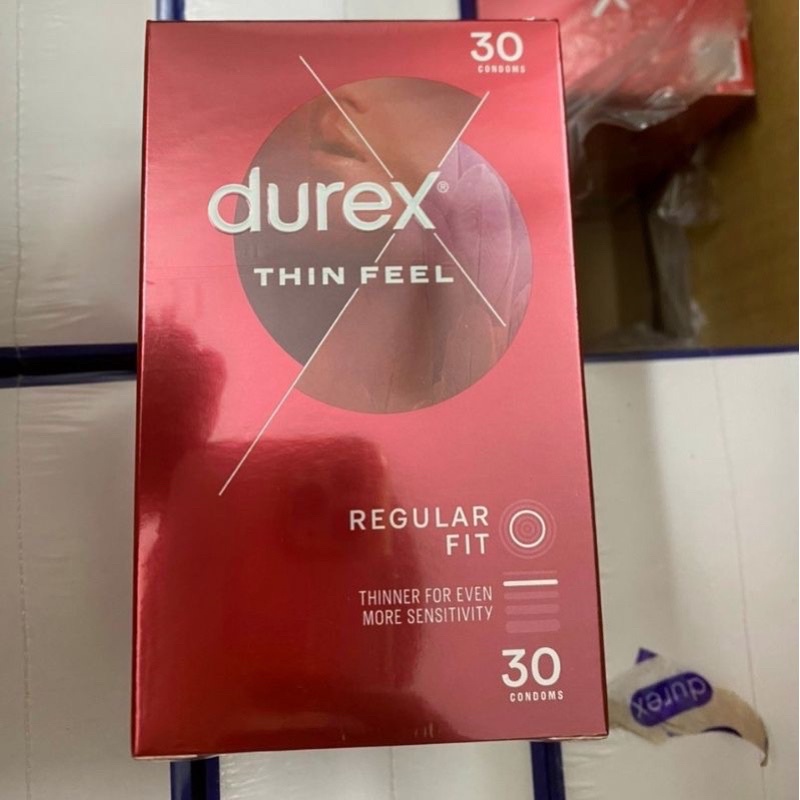 30
CONDOMS
durex®
THIN FEEL
REGULAR
FIT
THINNER FOR EVEN
MORE SENSITIVITY
30
CONDOMS
durex